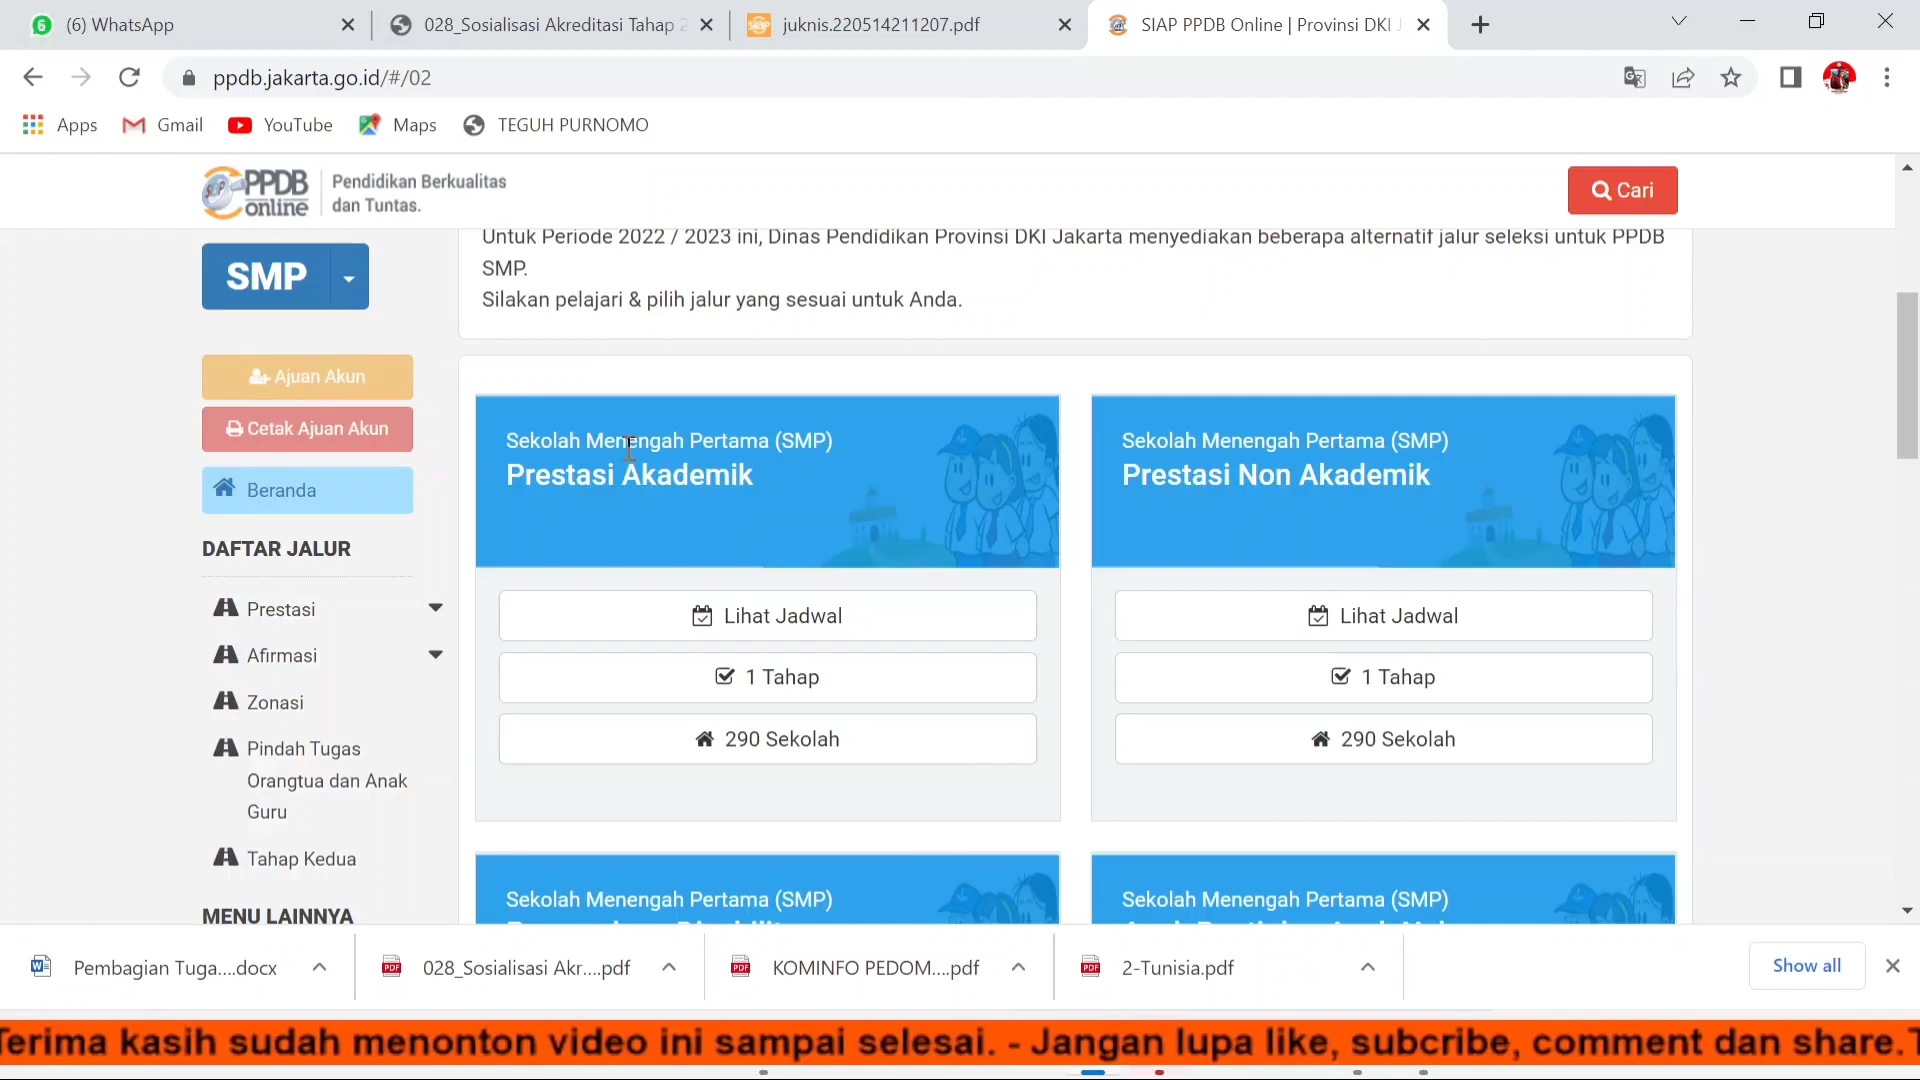 (6) WhatsApp
028_Sosialisasi Akreditasi Tahap 2
juknis.220514211207.pdf
SIAP PPDB Online | Provinsi DKI J
ppdb.jakarta.go.id/#/02
Apps
Gmail
YouTube
Maps
TEGUH PURNOMO
PPDB
online
Pendidikan Berkualitas
dan Tuntas.
Cari
SMP
Untuk Periode 2022 / 2023 ini, Dinas Pendidikan Provinsi DKI Jakarta menyediakan beberapa alternatif jalur seleksi untuk PPDB
SMP.
Silakan pelajari & pilih jalur yang sesuai untuk Anda.
Ajuan Akun
Cetak Ajuan Akun
Beranda
DAFTAR JALUR
Prestasi
Afirmasi
Zonasi
Pindah Tugas
Orangtua dan Anak
Guru
Tahap Kedua
MENU LAINNYA
Sekolah Menengah Pertama (SMP)
Prestasi Akademik
Lihat Jadwal
1 Tahap
290 Sekolah
Sekolah Menengah Pertama (SMP)
Prestasi Non Akademik
Lihat Jadwal
1 Tahap
290 Sekolah
Sekolah Menengah Pertama (SMP)
Sekolah Menengah Pertama (SMP)
Pembagian Tuga....docx
028_Sosialisasi Akr....pdf
KOMINFO PEDOM....pdf
2-Tunisia.pdf
Show all
Terima kasih sudah menonton video ini sampai selesai. - Jangan lupa like, subcribe, comment dan share.T